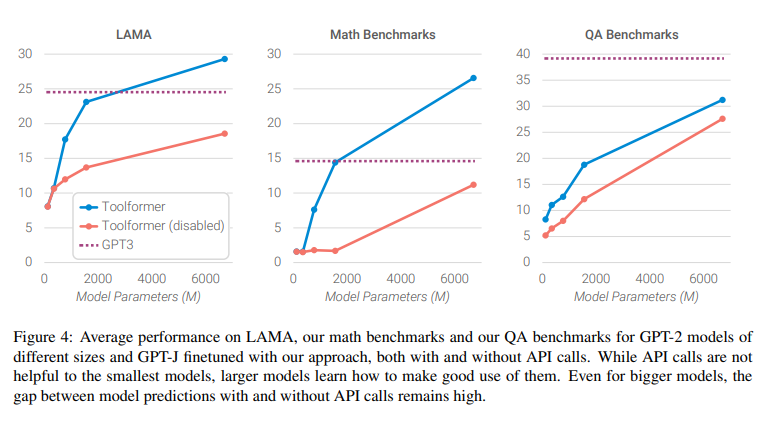 LAMA
30
25
20
15
10
5
0
0 2000 4000 6000
Model Parameters (M)
Toolformer
Toolformer (disabled)
GPT3
Math Benchmarks
30
25
20
15
10
5
0
0 2000 4000 6000
Model Parameters (M)
QA Benchmarks
40
35
30
25
20
15
10
5
0
0 2000 4000 6000
Model Parameters (M)
Figure 4: Average performance on LAMA, our math benchmarks and our QA benchmarks for GPT-2 models of
different sizes and GPT-J finetuned with our approach, both with and without API calls. While API calls are not
helpful to the smallest models, larger models learn how to make good use of them. Even for bigger models, the
gap between model predictions with and without API calls remains high.